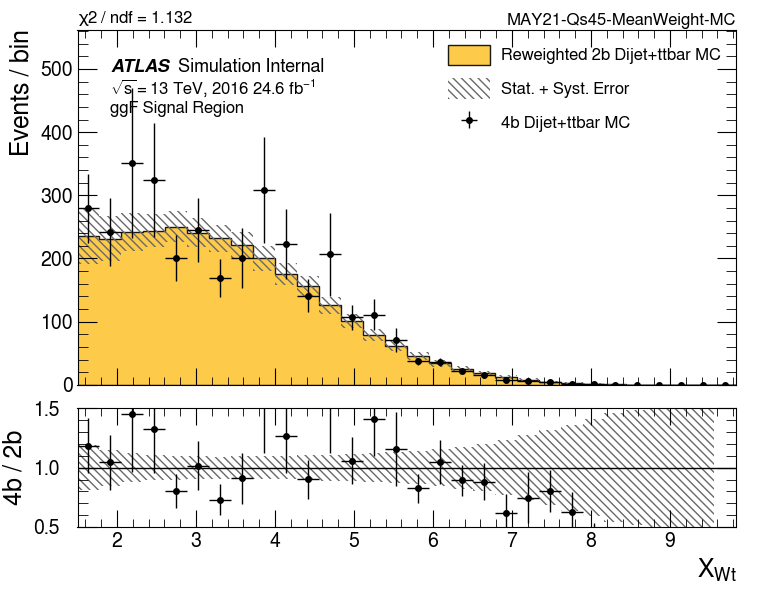 χ2 / ndf = 1.132
MAY21-Qs45-MeanWeight-MC
Events / bin
500
400
300
200
100
0
ATLAS Simulation Internal
√s = 13 TeV, 2016 24.6 fb−1
ggF Signal Region
Reweighted 2b Dijet+ttbar MC
Stat. + Syst. Error
4b Dijet+ttbar MC
4b / 2b
1.5
1.0
0.5
2 3 4 5 6 7 8 9
XWt